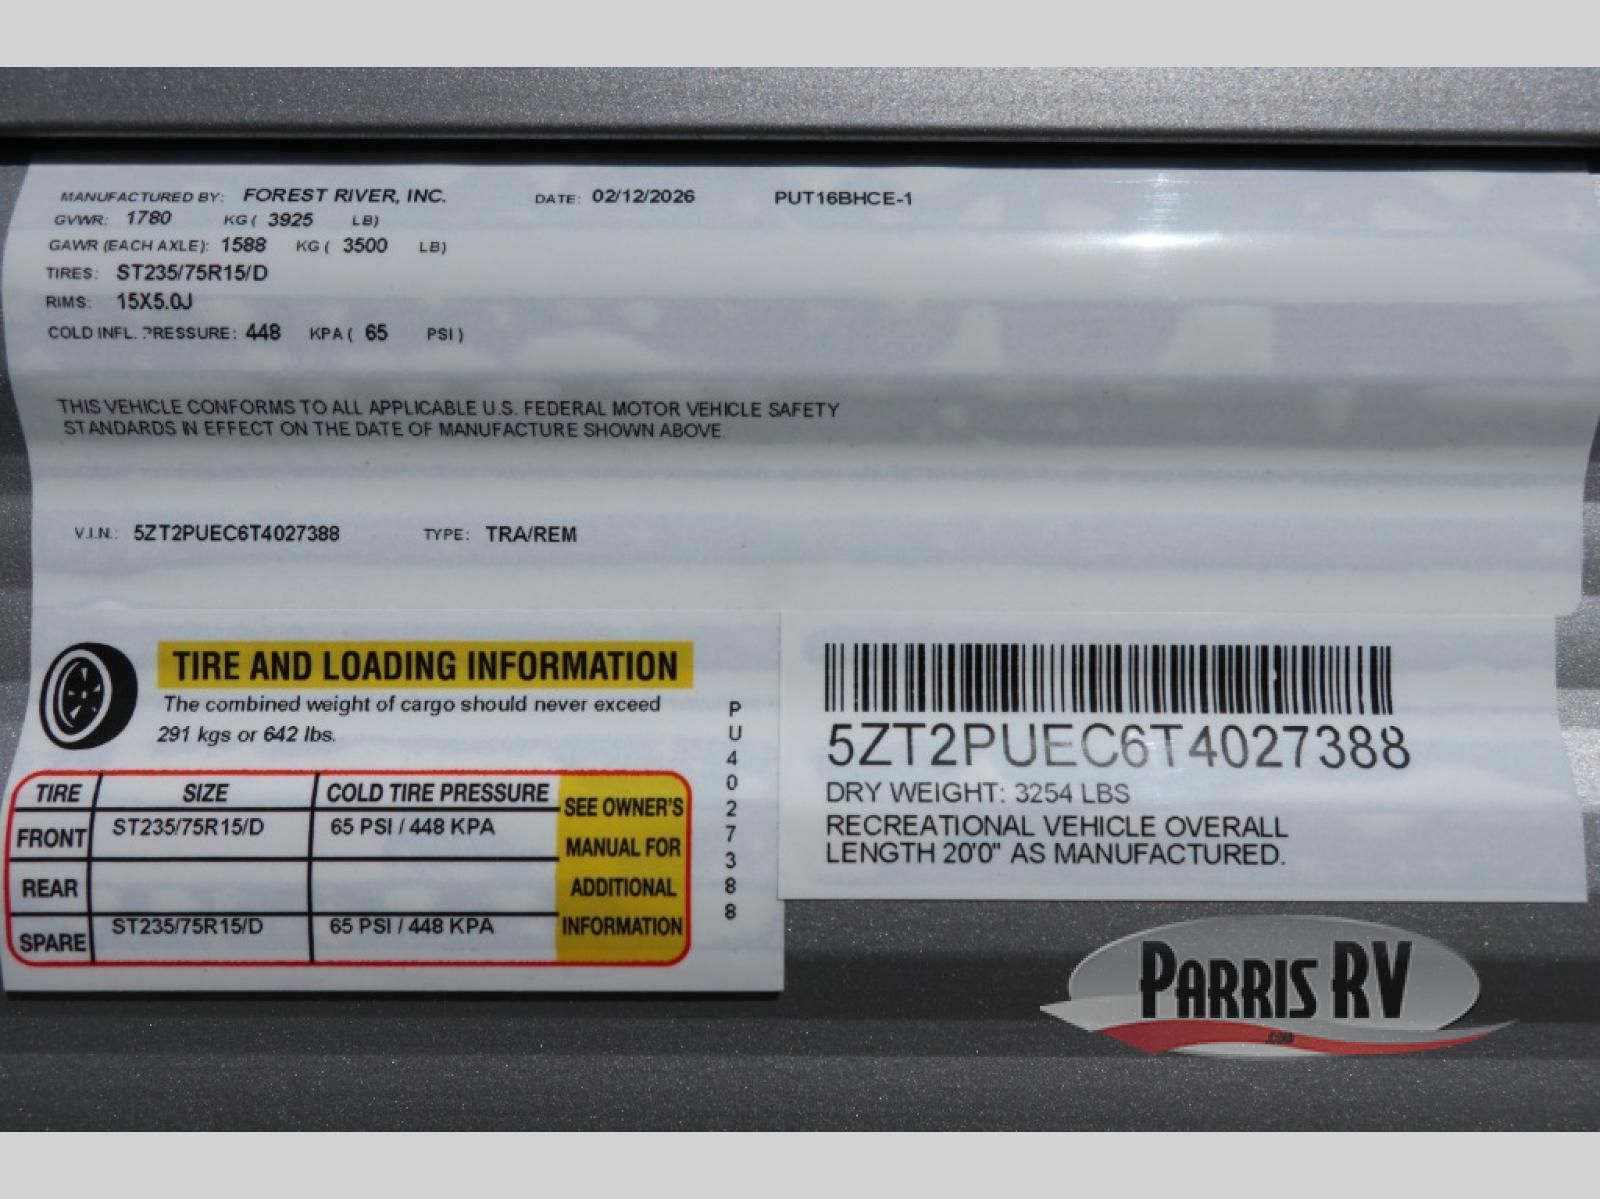 MANUFACTURED BY: FOREST RIVER, INC. DATE: 02/12/2026 PUT16BHCE-1
GVWR: 1780 KG ( 3925 LB)
GAWR (EACH AXLE): 1588 KG ( 3500 LB)
TIRES: ST235/75R15/D
RIMS: 15X5.0J
COLD INFL. PRESSURE: 448 KPA ( 65 PSI )
THIS VEHICLE CONFORMS TO ALL APPLICABLE U.S. FEDERAL MOTOR VEHICLE SAFETY
STANDARDS IN EFFECT ON THE DATE OF MANUFACTURE SHOWN ABOVE.
V.I.N.: 5ZT2PUEC6T4027388 TYPE: TRA/REM
TIRE AND LOADING INFORMATION
The combined weight of cargo should never exceed
291 kgs or 642 lbs.
TIRE SIZE COLD TIRE PRESSURE
FRONT ST235/75R15/D 65 PSI / 448 KPA
REAR
SPARE ST235/75R15/D 65 PSI / 448 KPA
SEE OWNER'S
MANUAL FOR
ADDITIONAL
INFORMATION
PU4027388
5ZT2PUEC6T4027388
DRY WEIGHT: 3254 LBS
RECREATIONAL VEHICLE OVERALL
LENGTH 20'0" AS MANUFACTURED.
PARRIS RV
.COM